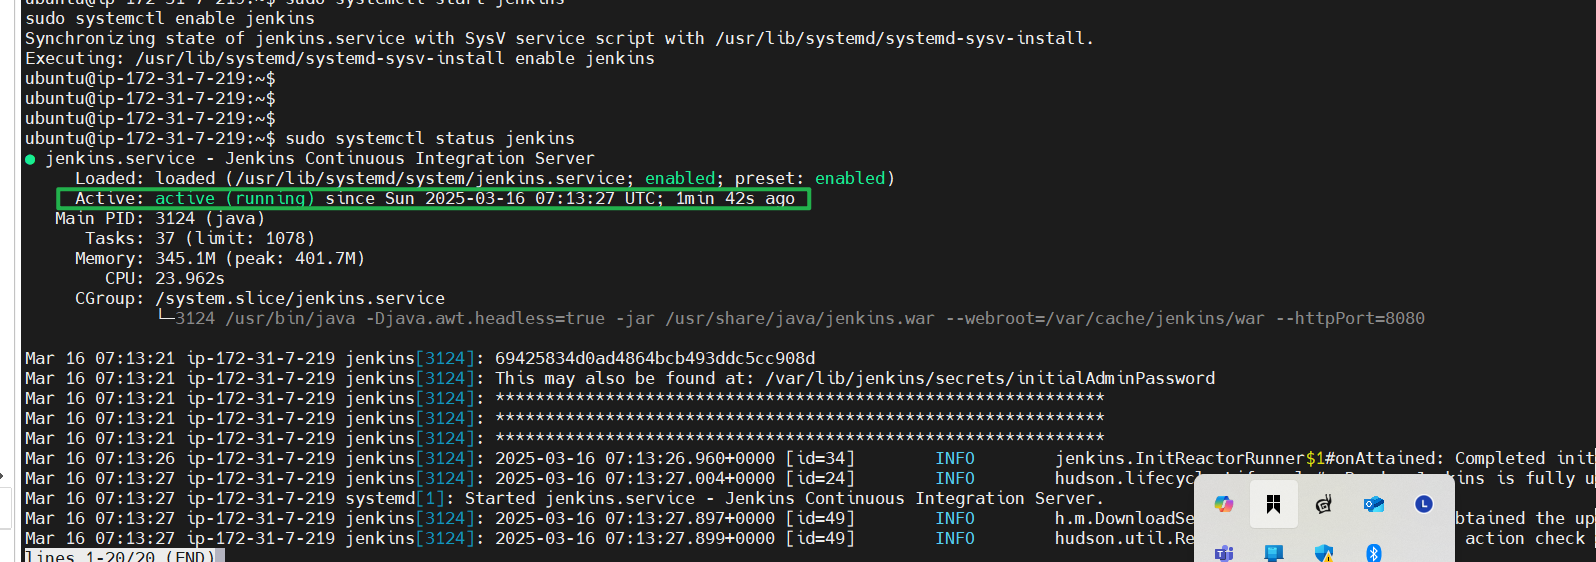 ubuntu@ip-172-31-7-219:~$ sudo systemctl start jenkins
sudo systemctl enable jenkins
Synchronizing state of jenkins.service with SysV service script with /usr/lib/systemd/systemd-sysv-install.
Executing: /usr/lib/systemd/systemd-sysv-install enable jenkins
ubuntu@ip-172-31-7-219:~$
ubuntu@ip-172-31-7-219:~$
ubuntu@ip-172-31-7-219:~$
ubuntu@ip-172-31-7-219:~$ sudo systemctl status jenkins
● jenkins.service - Jenkins Continuous Integration Server
Loaded: loaded (/usr/lib/systemd/system/jenkins.service; enabled; preset: enabled)
Active: active (running) since Sun 2025-03-16 07:13:27 UTC; 1min 42s ago
Main PID: 3124 (java)
Tasks: 37 (limit: 1078)
Memory: 345.1M (peak: 401.7M)
CPU: 23.962s
CGroup: /system.slice/jenkins.service
└─3124 /usr/bin/java -Djava.awt.headless=true -jar /usr/share/java/jenkins.war --webroot=/var/cache/jenkins/war --httpPort=8080
Mar 16 07:13:21 ip-172-31-7-219 jenkins[3124]: 69425834d0ad4864bcb493ddc5cc908d
Mar 16 07:13:21 ip-172-31-7-219 jenkins[3124]: This may also be found at: /var/lib/jenkins/secrets/initialAdminPassword
Mar 16 07:13:21 ip-172-31-7-219 jenkins[3124]: *************************************************************
Mar 16 07:13:21 ip-172-31-7-219 jenkins[3124]: *************************************************************
Mar 16 07:13:21 ip-172-31-7-219 jenkins[3124]: *************************************************************
Mar 16 07:13:26 ip-172-31-7-219 jenkins[3124]: 2025-03-16 07:13:26.960+0000 [id=34] INFO jenkins.InitReactorRunner$1#onAttained: Completed init
Mar 16 07:13:27 ip-172-31-7-219 jenkins[3124]: 2025-03-16 07:13:27.004+0000 [id=24] INFO is fully u
Mar 16 07:13:27 ip-172-31-7-219 systemd[1]: Started jenkins.service - Jenkins Continuous Integration Server.
Mar 16 07:13:27 ip-172-31-7-219 jenkins[3124]: 2025-03-16 07:13:27.897+0000 [id=49] INFO h.m.DownloadSe btained the up
Mar 16 07:13:27 ip-172-31-7-219 jenkins[3124]: 2025-03-16 07:13:27.899+0000 [id=49] INFO hudson.util.Re action check
lines 1-20/20 (END)
L